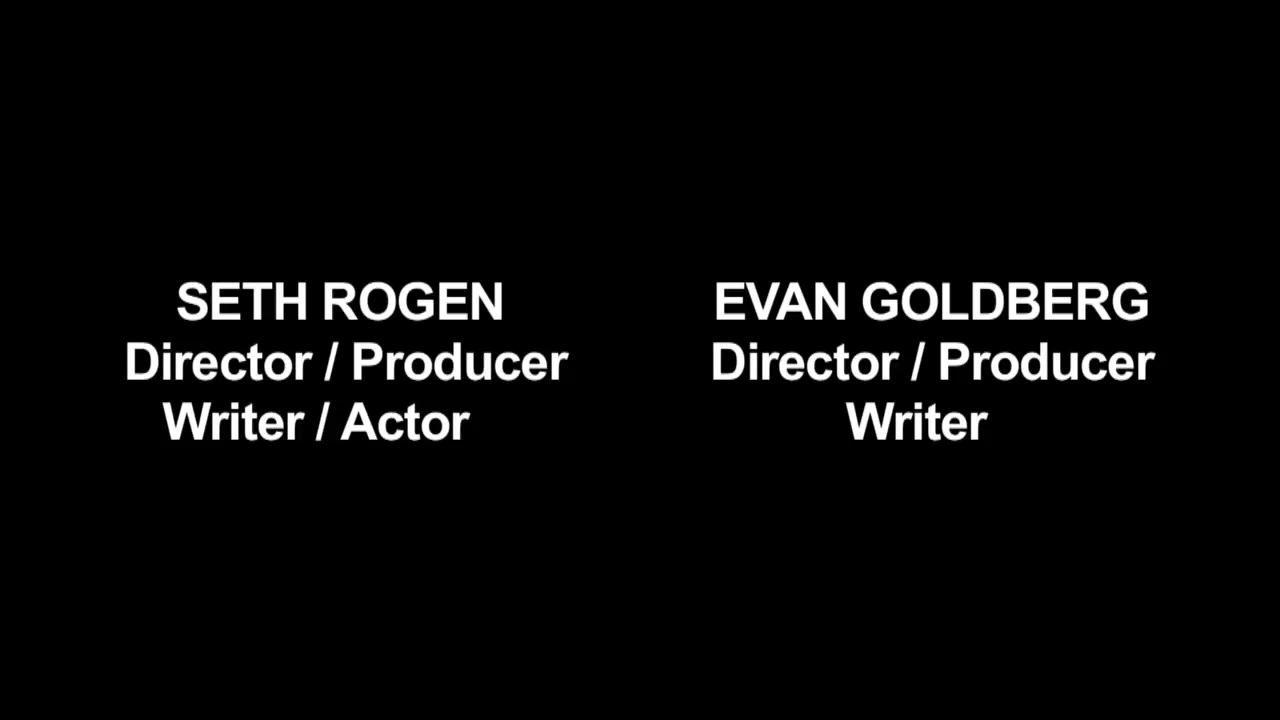 SETH ROGEN
Director / Producer
Writer / Actor
EVAN GOLDBERG
Director / Producer
Writer